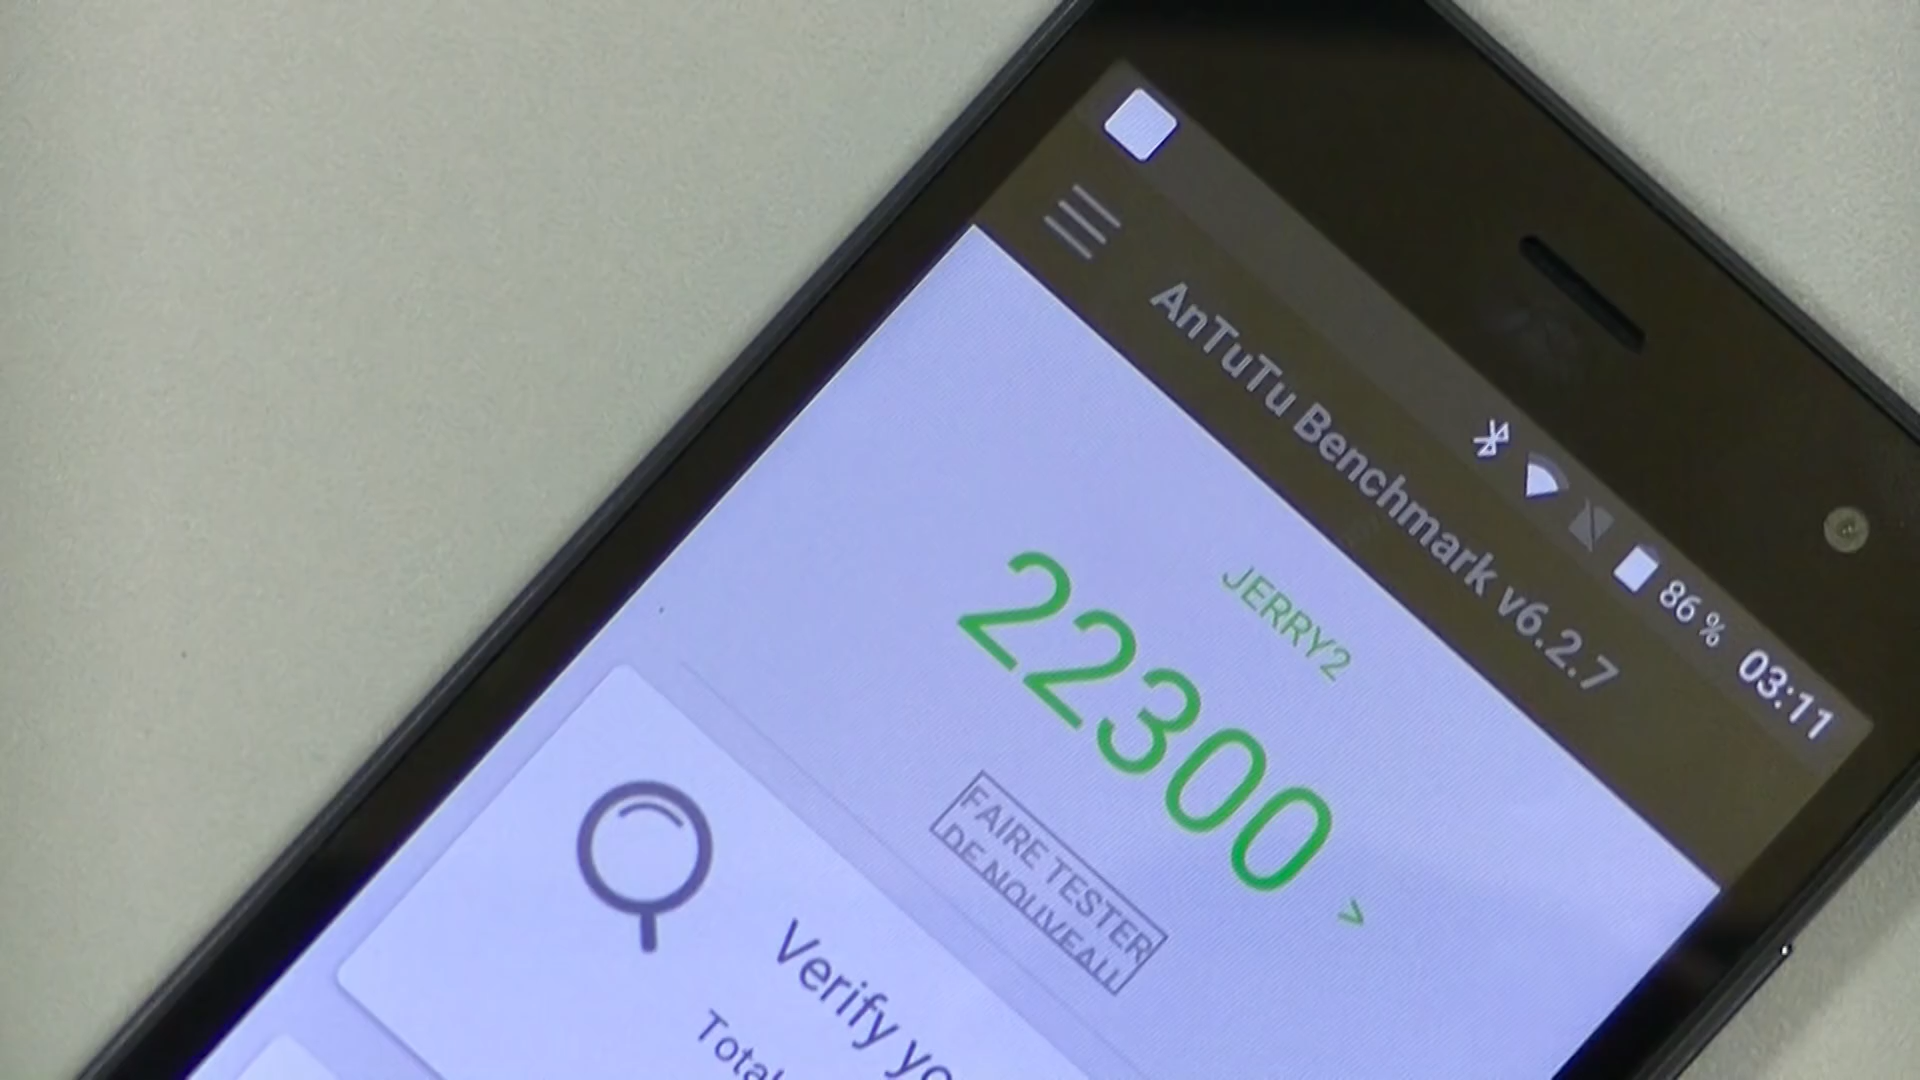 86% 03:11
AnTuTu Benchmark v6.2.7
JERRY2
22300 >
FAIRE TESTER
DE NOUVEAU
Verify